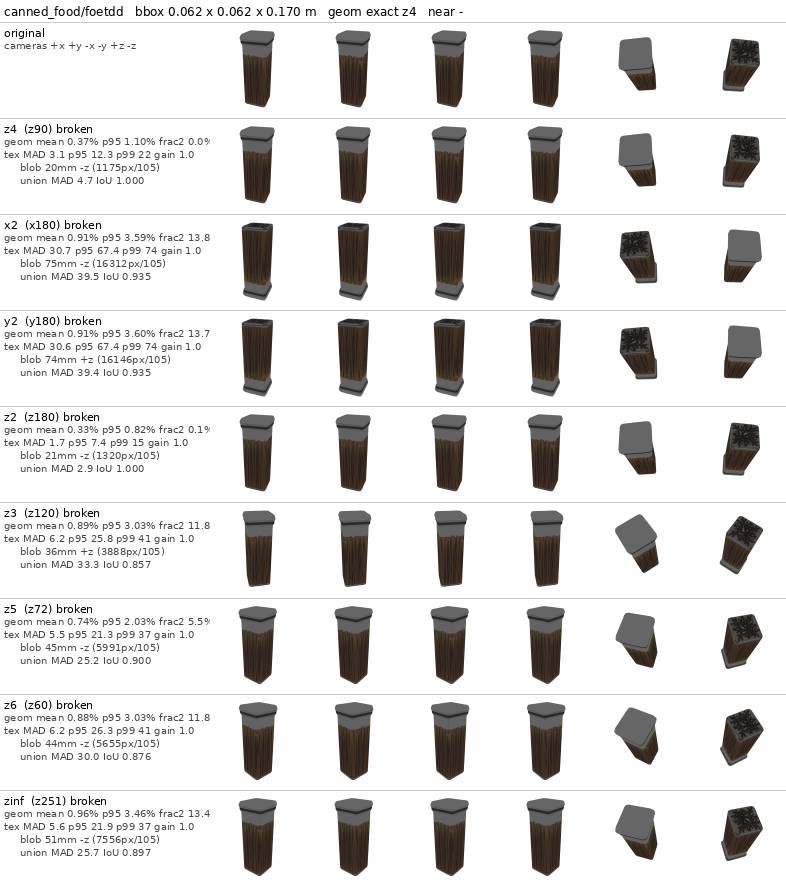 canned_food/foetdd bbox 0.062 x 0.062 x 0.170 m geom exact z4 near -
original
cameras +x +y -x -y +z -z
z4 (z90) broken
geom mean 0.37% p95 1.10% frac2 0.0%
tex MAD 3.1 p95 12.3 p99 22 gain 1.0
blob 20mm -z (1175px/105)
union MAD 4.7 IoU 1.000
x2 (x180) broken
geom mean 0.91% p95 3.59% frac2 13.8
tex MAD 30.7 p95 67.4 p99 74 gain 1.0
blob 75mm -z (16312px/105)
union MAD 39.5 IoU 0.935
y2 (y180) broken
geom mean 0.91% p95 3.60% frac2 13.7
tex MAD 30.6 p95 67.4 p99 74 gain 1.0
blob 74mm +z (16146px/105)
union MAD 39.4 IoU 0.935
z2 (z180) broken
geom mean 0.33% p95 0.82% frac2 0.1%
tex MAD 1.7 p95 7.4 p99 15 gain 1.0
blob 21mm -z (1320px/105)
union MAD 2.9 IoU 1.000
z3 (z120) broken
geom mean 0.89% p95 3.03% frac2 11.8
tex MAD 6.2 p95 25.8 p99 41 gain 1.0
blob 36mm +z (3888px/105)
union MAD 33.3 IoU 0.857
z5 (z72) broken
geom mean 0.74% p95 2.03% frac2 5.5%
tex MAD 5.5 p95 21.3 p99 37 gain 1.0
blob 45mm -z (5991px/105)
union MAD 25.2 IoU 0.900
z6 (z60) broken
geom mean 0.88% p95 3.03% frac2 11.8
tex MAD 6.2 p95 26.3 p99 41 gain 1.0
blob 44mm -z (5655px/105)
union MAD 30.0 IoU 0.876
zinf (z251) broken
geom mean 0.96% p95 3.46% frac2 13.4
tex MAD 5.6 p95 21.9 p99 37 gain 1.0
blob 51mm -z (7556px/105)
union MAD 25.7 IoU 0.897